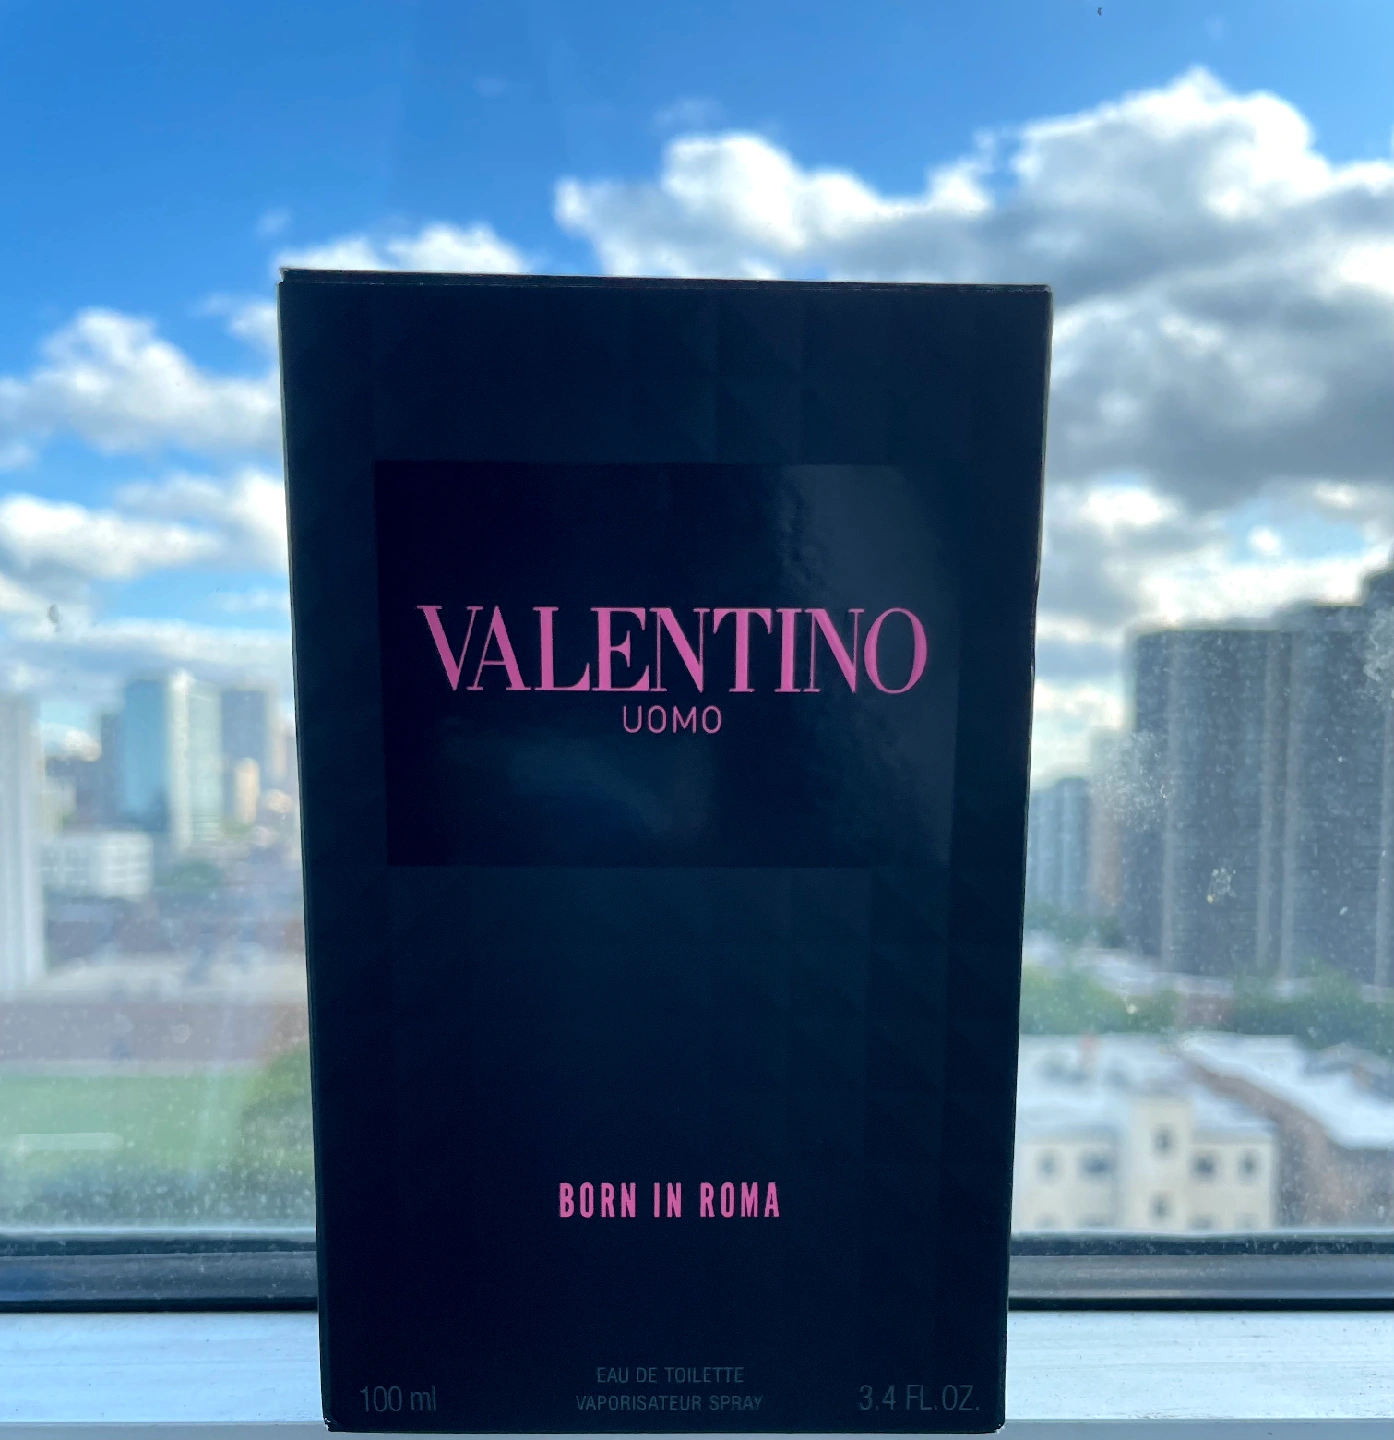 VALENTINO
UOMO
BORN IN ROMA
EAU DE TOILETTE
100 ml VAPORISATEUR SPRAY 3.4 FL.OZ.